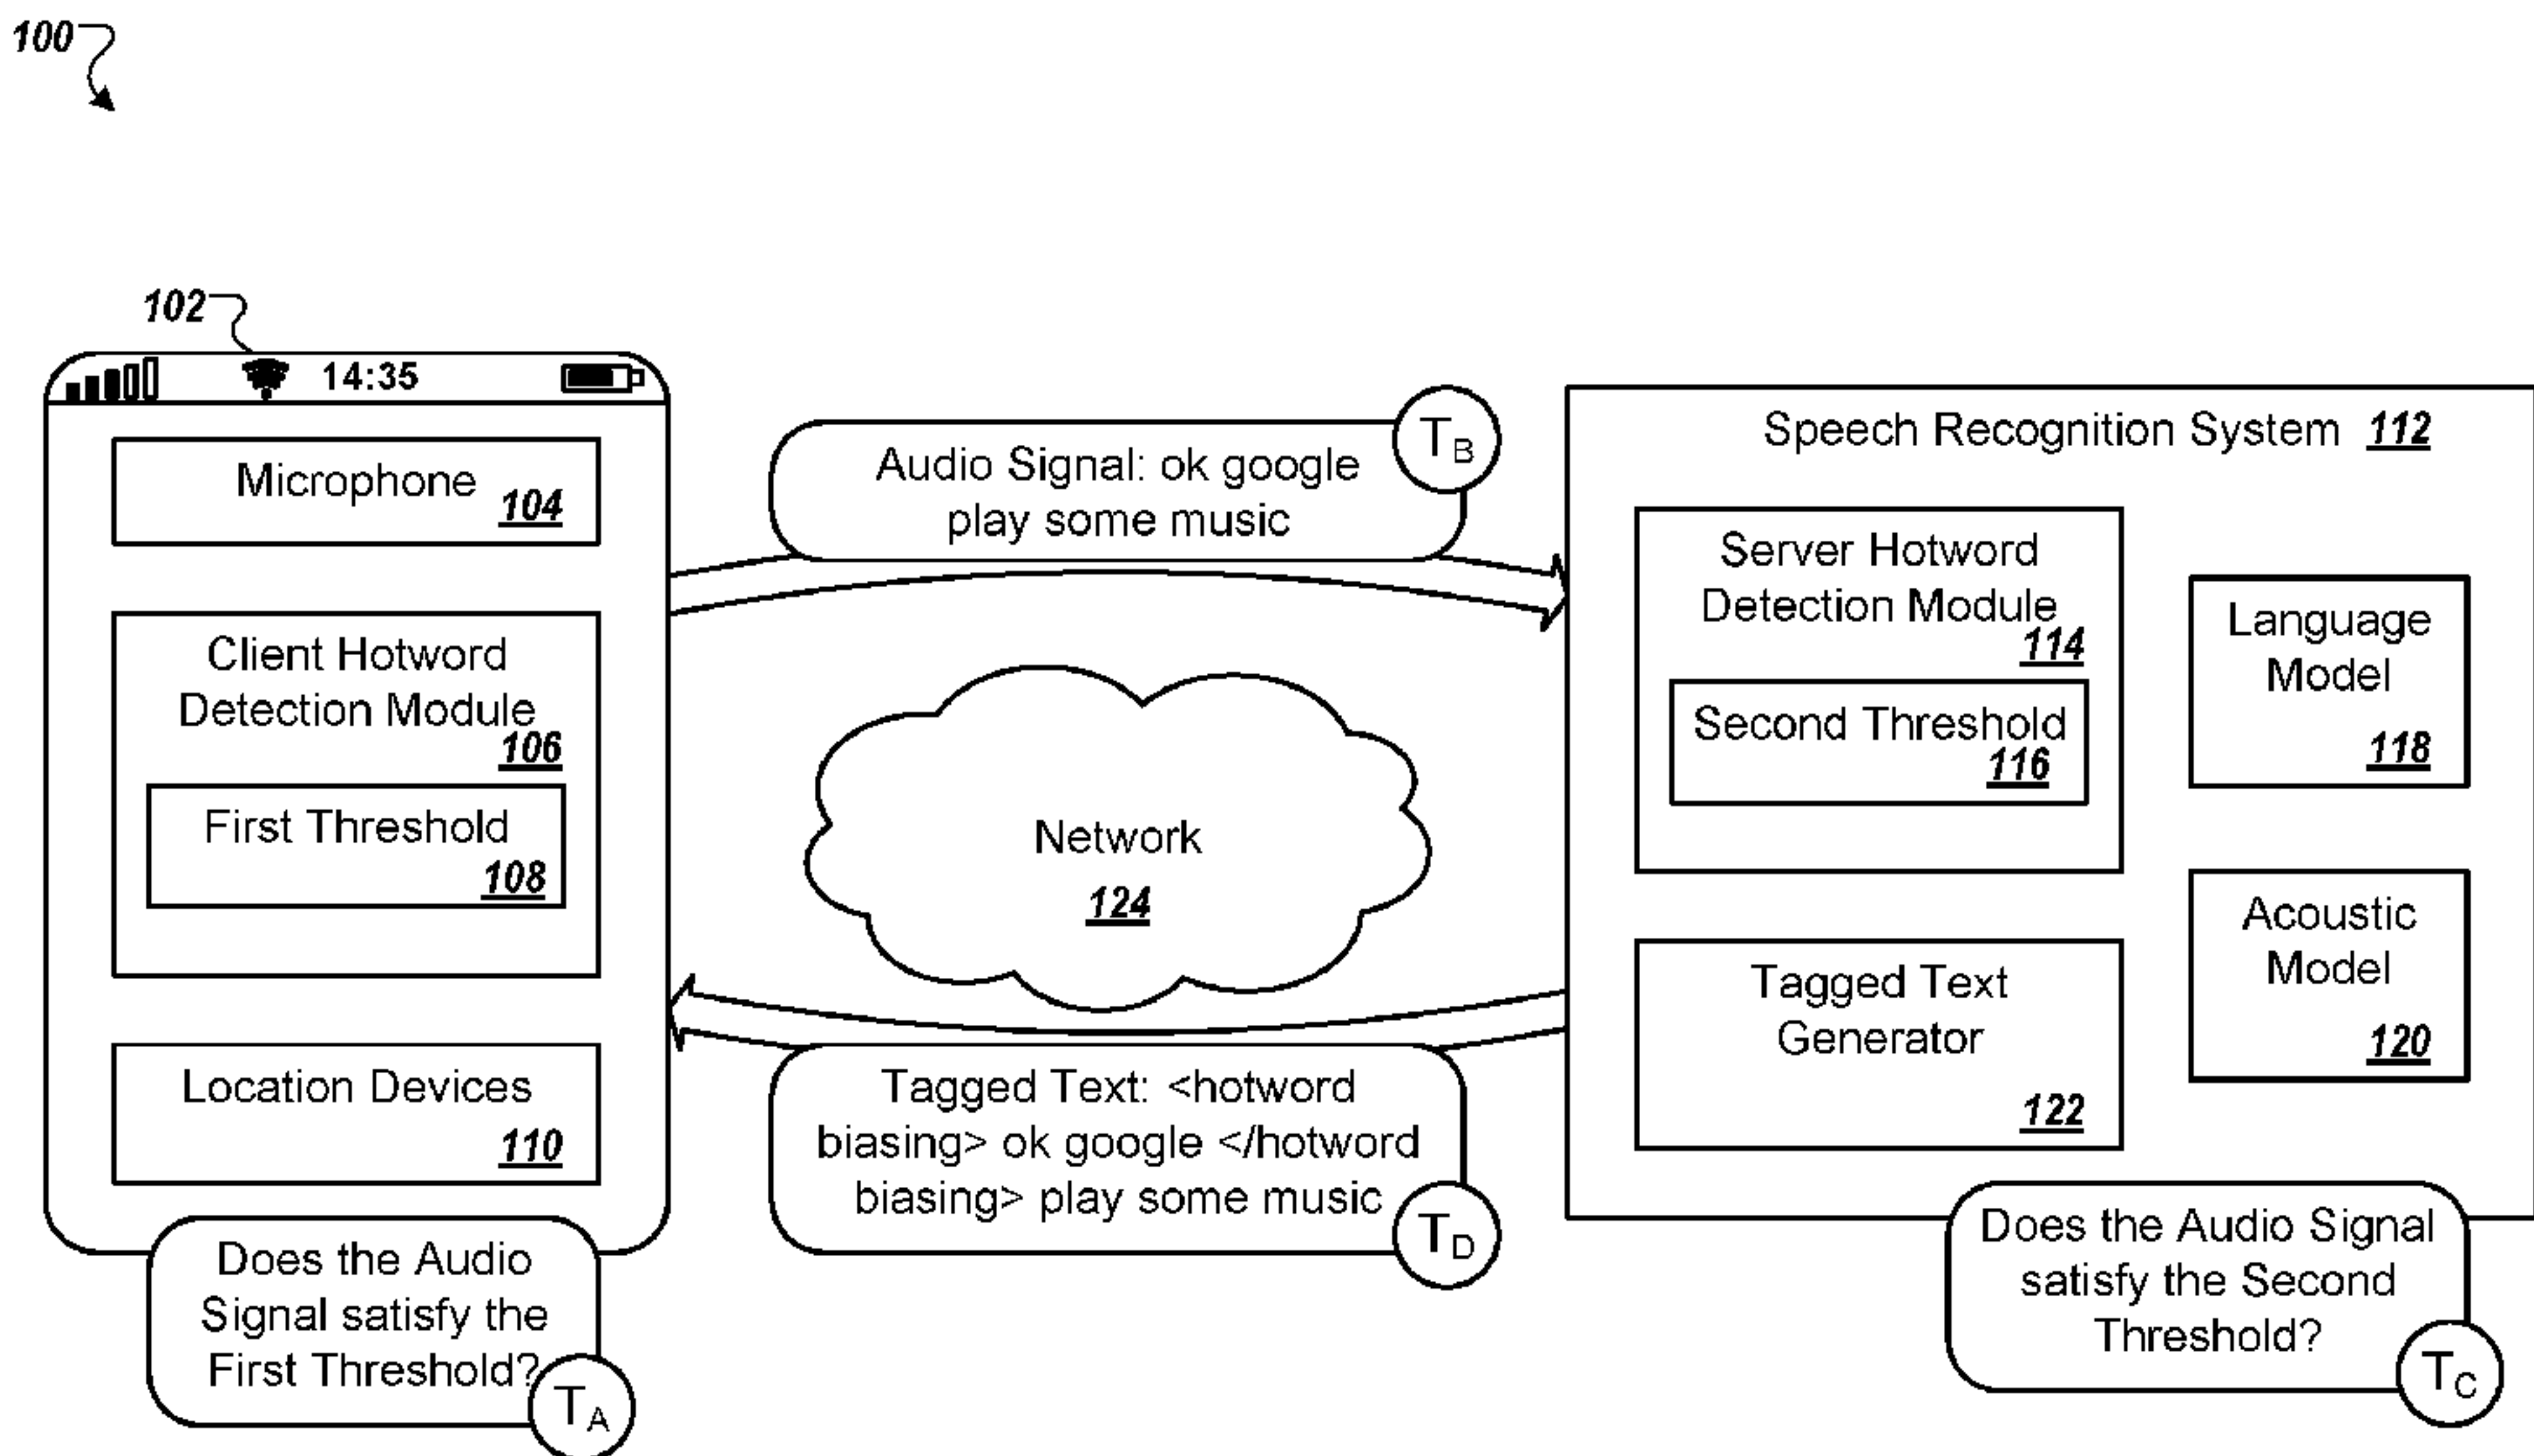 100
102
14:35
Microphone
104
Client Hotword
Detection Module
106
First Threshold
108
Location Devices
110
Does the Audio
Signal satisfy the
First Threshold?
TA
Audio Signal: ok google
play some music
TB
Network
124
Tagged Text: <hotword
biasing> ok google </hotword
biasing> play some music
TD
Speech Recognition System 112
Server Hotword
Detection Module
114
Second Threshold
116
Language
Model
118
Acoustic
Model
120
Tagged Text
Generator
122
Does the Audio Signal
satisfy the Second
Threshold?
TC